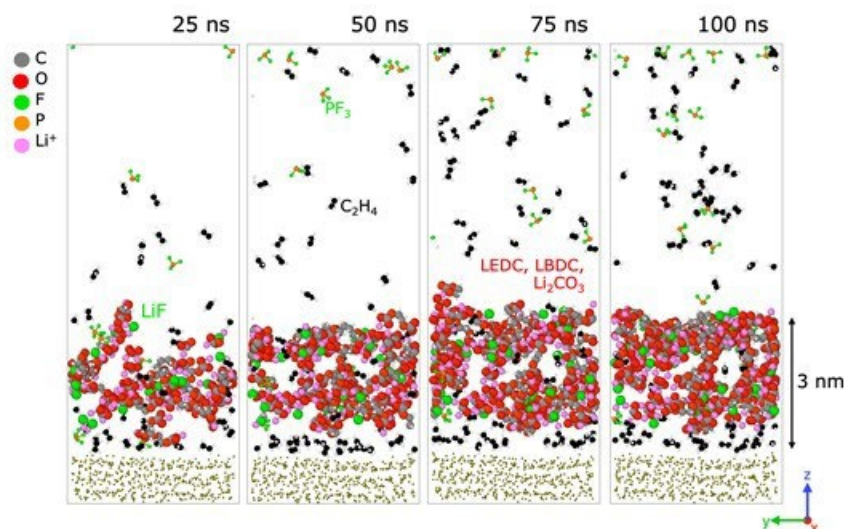 25 ns
50 ns
75 ns
100 ns
C
O
F
P
Li⁺
PF₃
C₂H₄
LEDC, LBDC,
Li₂CO₃
LiF
3 nm
z
y
x